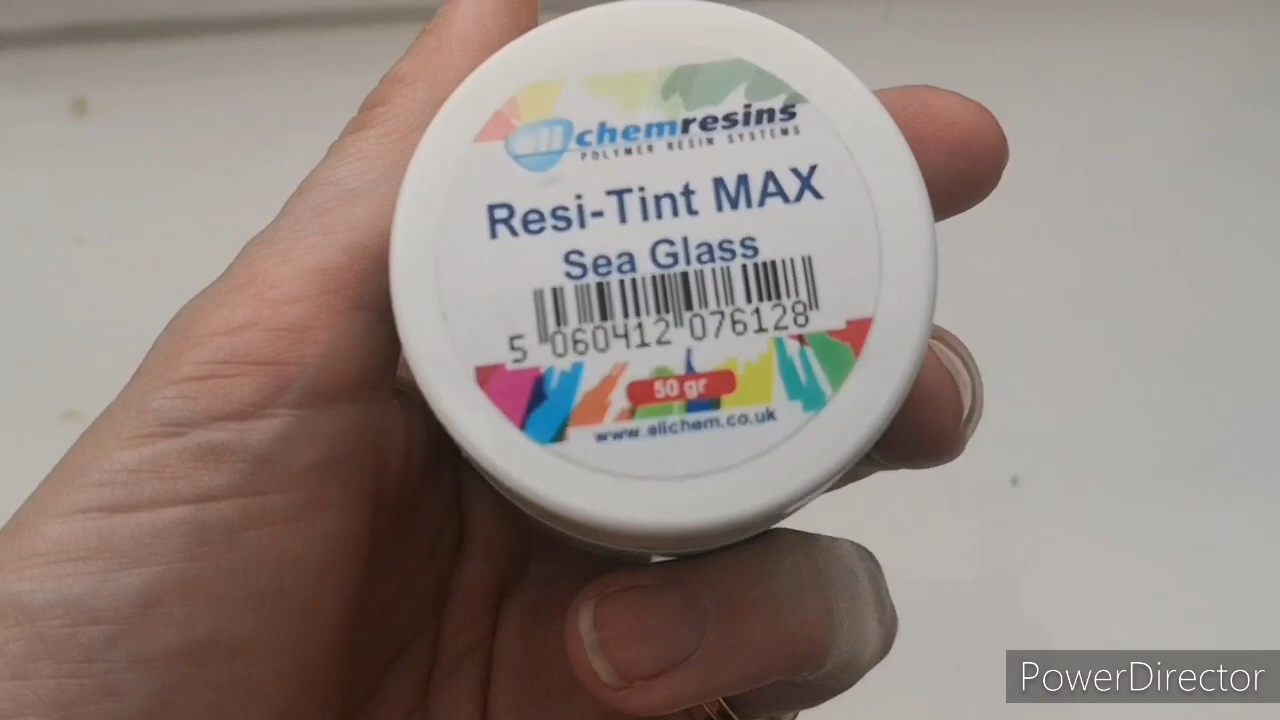 allchemresins
POLYMER RESIN SYSTEMS
Resi-Tint MAX
Sea Glass
5 060412 076128
50 gr
www.allchem.co.uk
PowerDirector